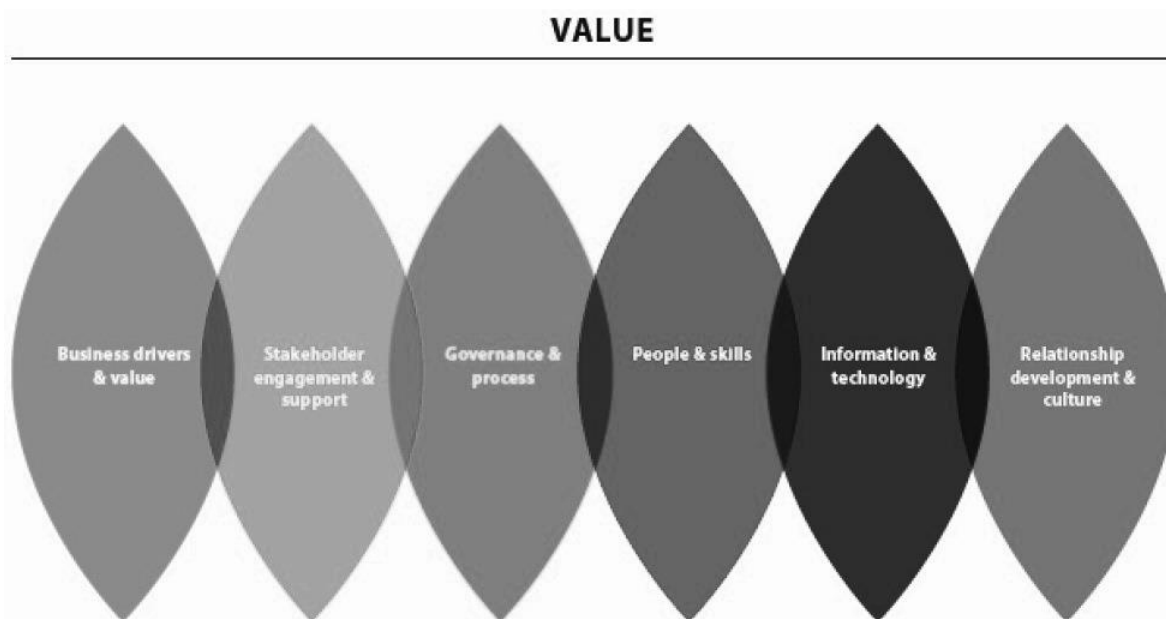 VALUE
Business drivers
& value
Stakeholder
engagement &
support
Governance &
process
People & skills
Information &
technology
Relationship
development &
culture